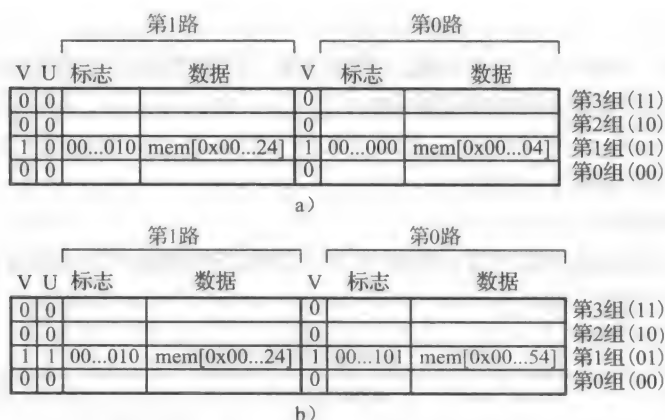 第1路 第0路
V U 标志 数据 V 标志 数据
0 0 0 第3组(11)
0 0 0 第2组(10)
1 0 00...010 mem[0x00...24] 1 00...000 mem[0x00...04] 第1组(01)
0 0 0 第0组(00)
a)
第1路 第0路
V U 标志 数据 V 标志 数据
0 0 0 第3组(11)
0 0 0 第2组(10)
1 1 00...010 mem[0x00...24] 1 00...101 mem[0x00...54] 第1组(01)
0 0 0 第0组(00)
b)